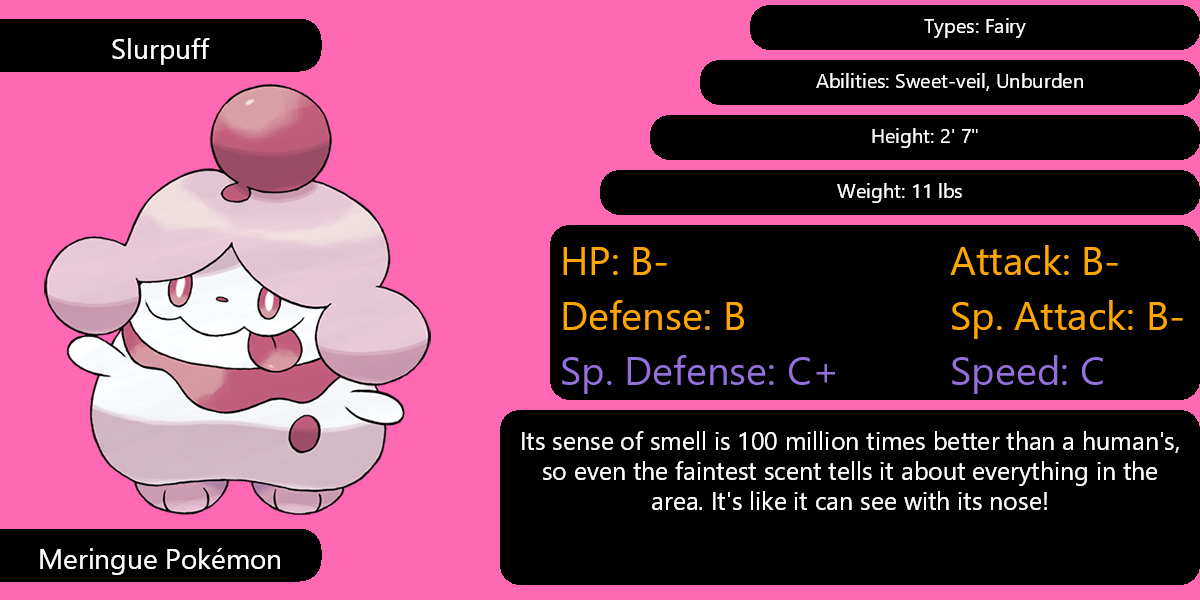 Slurpuff
Types: Fairy
Abilities: Sweet-veil, Unburden
Height: 2' 7"
Weight: 11 lbs
HP: B-
Attack: B-
Defense: B
Sp. Attack: B-
Sp. Defense: C+
Speed: C
Its sense of smell is 100 million times better than a human's,
so even the faintest scent tells it about everything in the
area. It's like it can see with its nose!
Meringue Pokémon